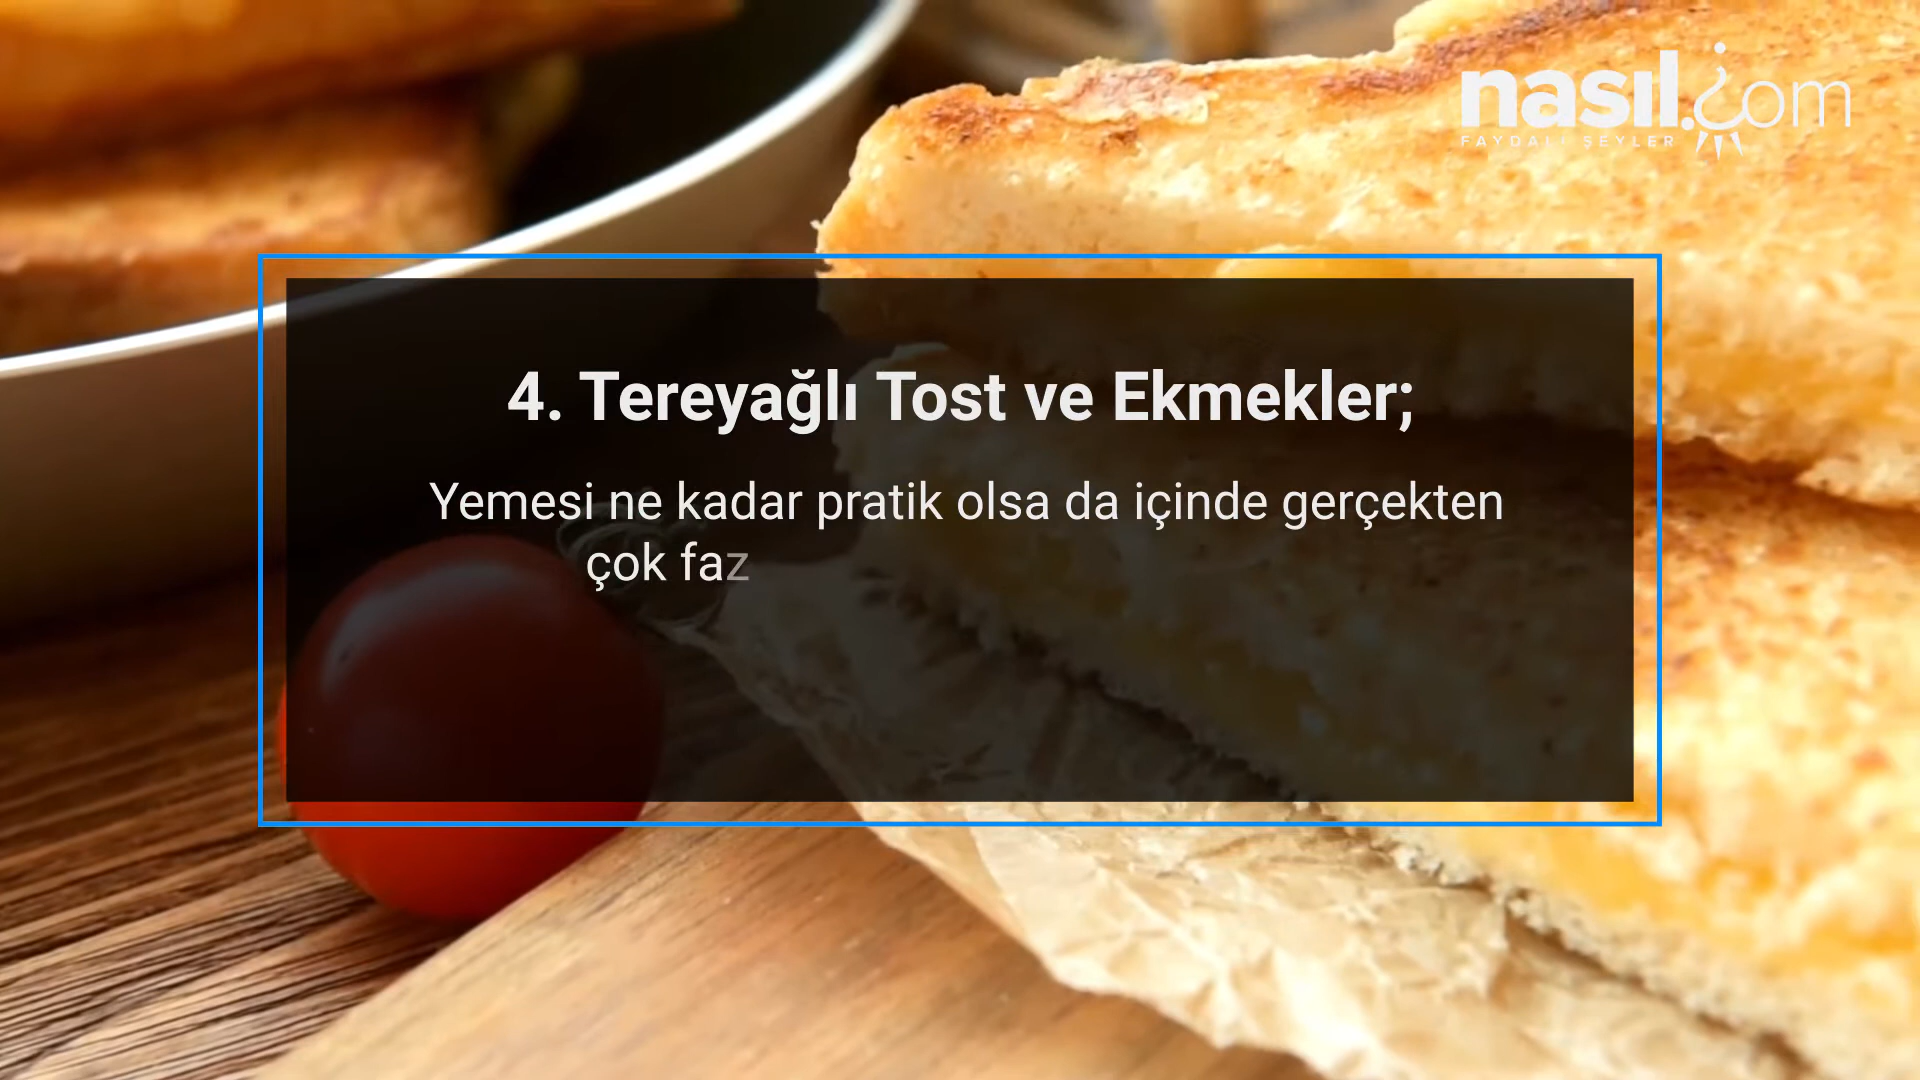 nasıl.com
FAYDALI ŞEYLER
4. Tereyağlı Tost ve Ekmekler;
Yemesi ne kadar pratik olsa da içinde gerçekten
çok faz